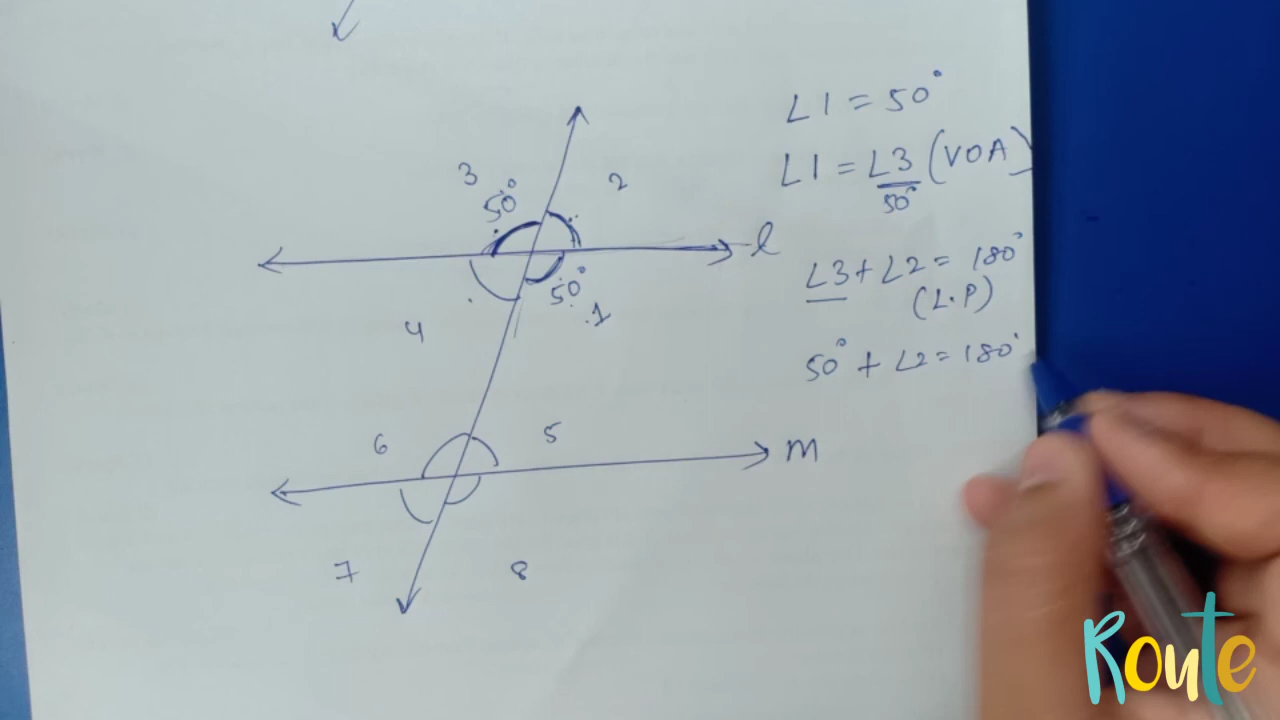 ∠1 = 50°
∠1 = ∠3 (VOA)
50°
∠3 + ∠2 = 180°
(L.P)
50° + ∠2 = 180°
3
2
50°
l
50°
1
4
6
5
m
7
8
Route